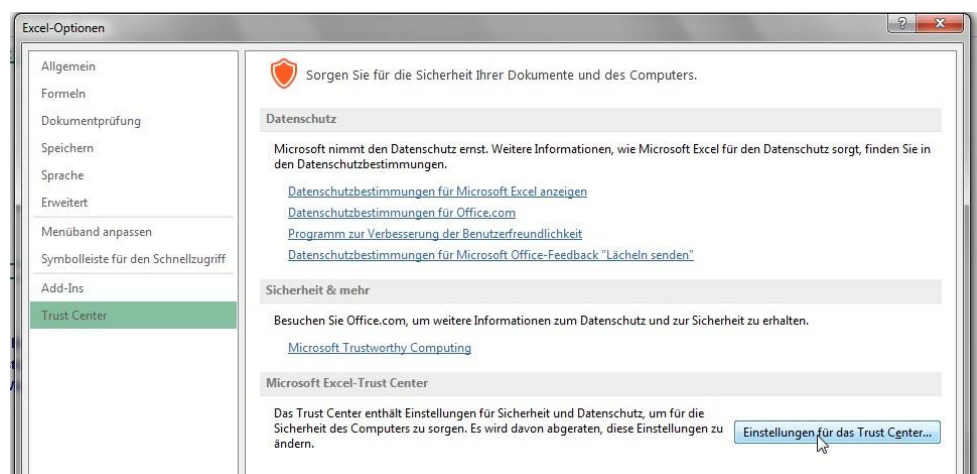 Excel-Optionen
Allgemein
Formeln
Dokumentprüfung
Speichern
Sprache
Erweitert
Menüband anpassen
Symbolleiste für den Schnellzugriff
Add-Ins
Trust Center
Sorgen Sie für die Sicherheit Ihrer Dokumente und des Computers.
Datenschutz
Microsoft nimmt den Datenschutz ernst. Weitere Informationen, wie Microsoft Excel für den Datenschutz sorgt, finden Sie in
den Datenschutzbestimmungen.
Datenschutzbestimmungen für Microsoft Excel anzeigen
Datenschutzbestimmungen für Office.com
Programm zur Verbesserung der Benutzerfreundlichkeit
Datenschutzbestimmungen für Microsoft Office-Feedback "Lächeln senden"
Sicherheit & mehr
Besuchen Sie Office.com, um weitere Informationen zum Datenschutz und zur Sicherheit zu erhalten.
Microsoft Trustworthy Computing
Microsoft Excel-Trust Center
Das Trust Center enthält Einstellungen für Sicherheit und Datenschutz, um für die
Sicherheit des Computers zu sorgen. Es wird davon abgeraten, diese Einstellungen zu
ändern.
Einstellungen für das Trust Center...